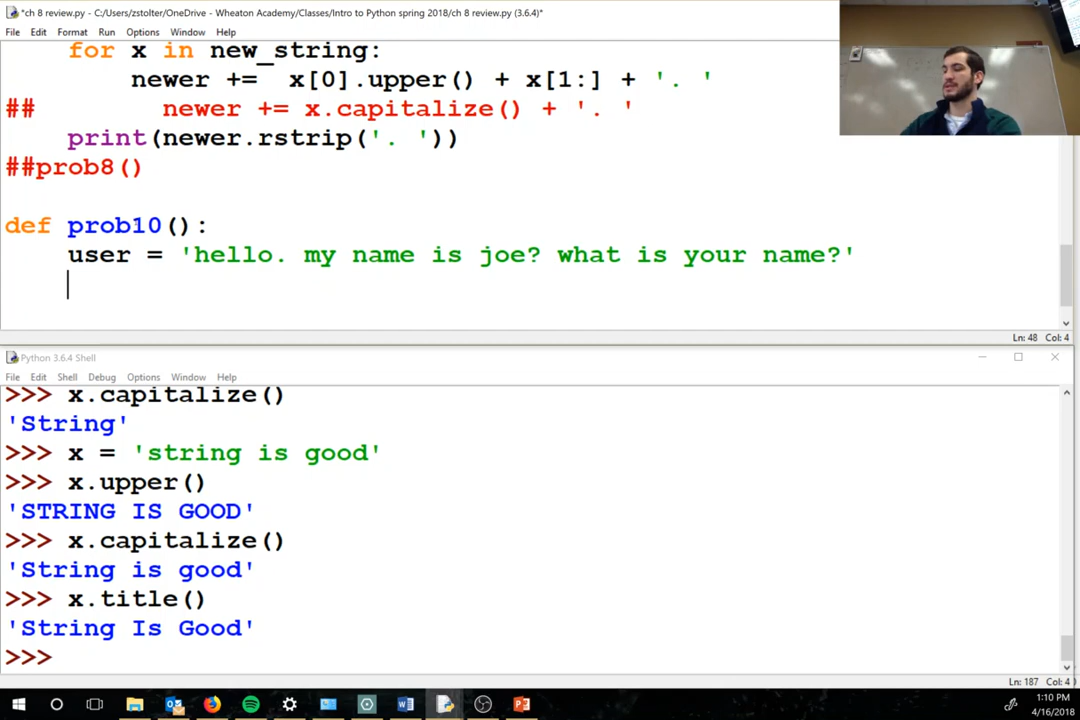 *ch 8 review.py - C:/Users/zstolter/OneDrive - Wheaton Academy/Classes/Intro to Python spring 2018/ch 8 review.py (3.6.4)*
File Edit Format Run Options Window Help
for x in new_string:
newer += x[0].upper() + x[1:] + '. '
## newer += x.capitalize() + '. '
print(newer.rstrip('. '))
##prob8()
def prob10():
user = 'hello. my name is joe? what is your name?'
Ln: 48 Col: 4
Python 3.6.4 Shell
File Edit Shell Debug Options Window Help
>>> x.capitalize()
'String'
>>> x = 'string is good'
>>> x.upper()
'STRING IS GOOD'
>>> x.capitalize()
'String is good'
>>> x.title()
'String Is Good'
>>>
Ln: 187 Col: 4
1:10 PM
4/16/2018